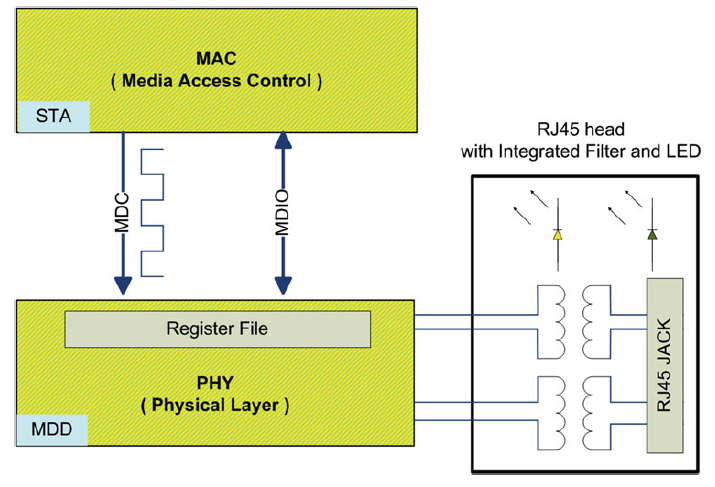 MAC
( Media Access Control )
STA
RJ45 head
with Integrated Filter and LED
MDC
MDIO
Register File
PHY
( Physical Layer )
MDD
RJ45 JACK